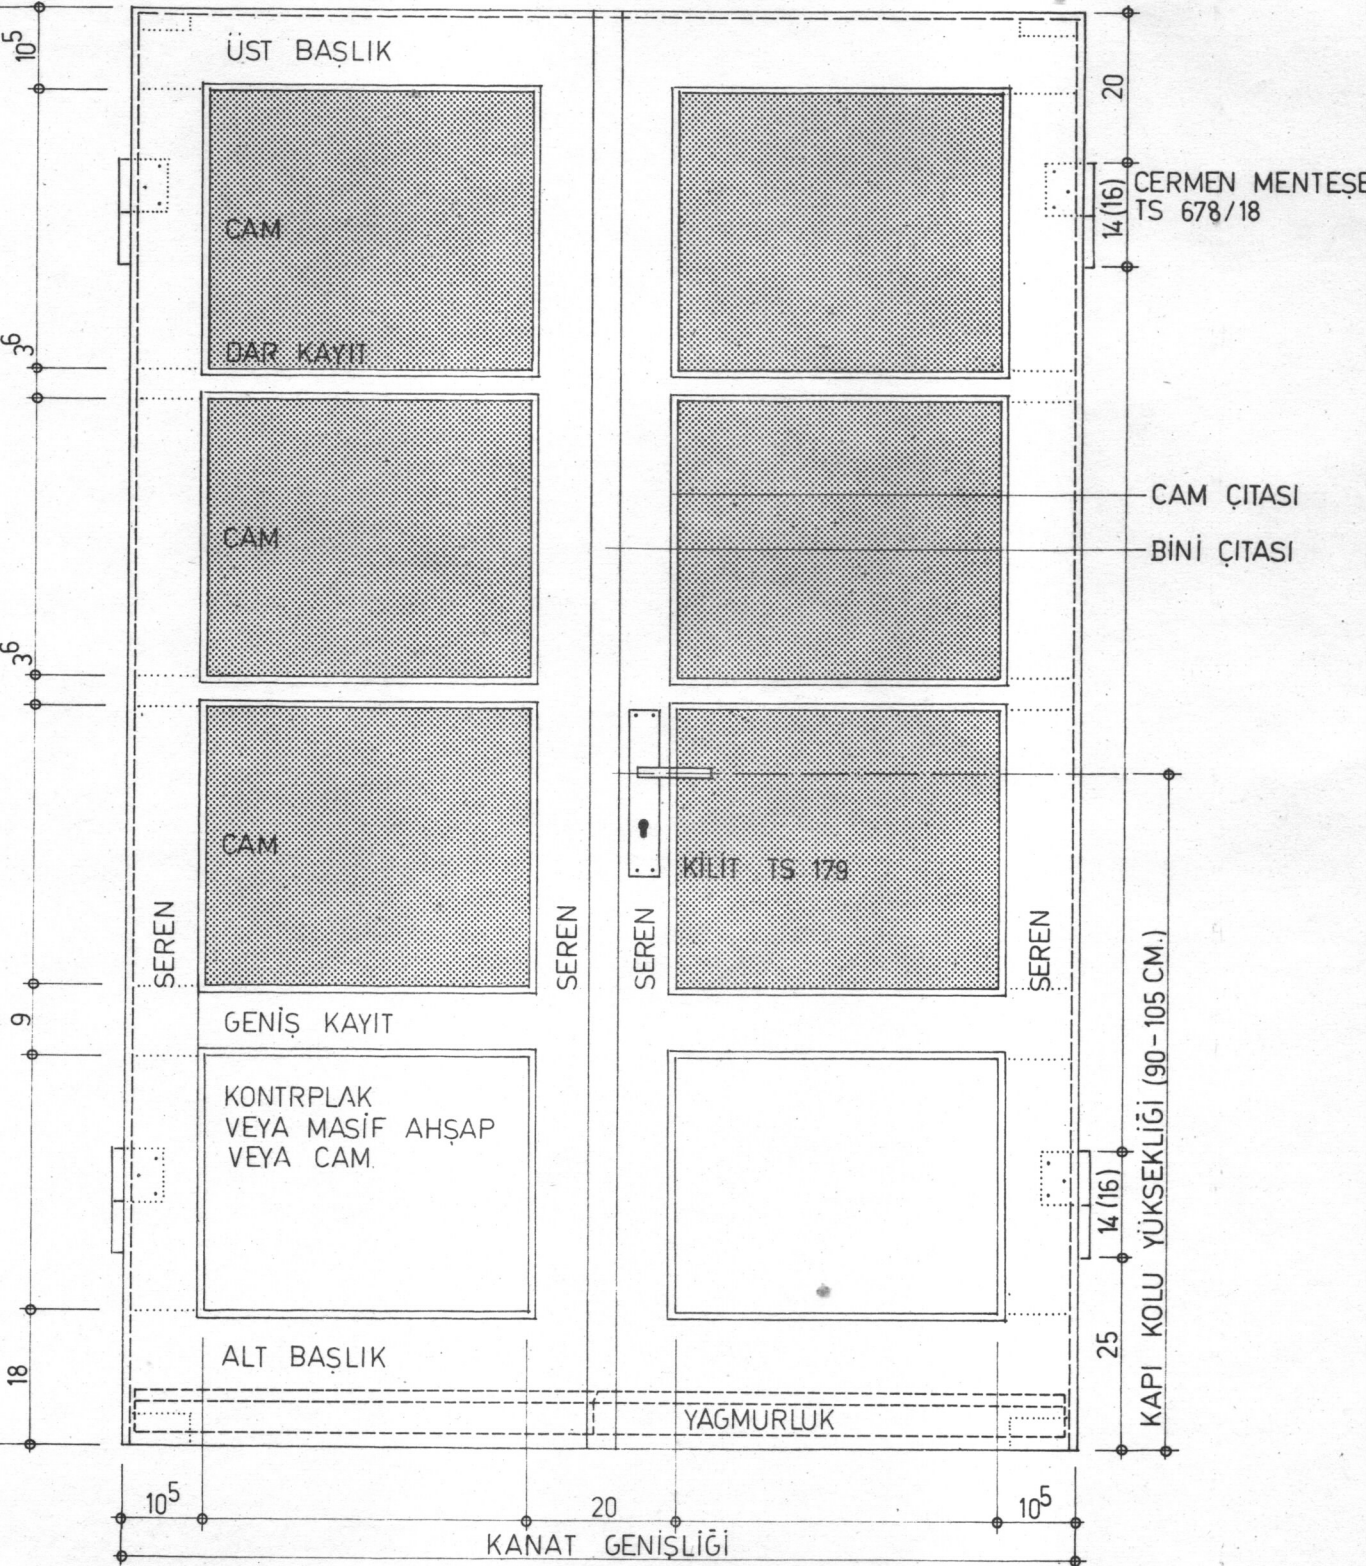 10⁵
ÜST BAŞLIK
20
CAM
14(16)
CERMEN MENTEŞE
TS 678/18
3⁶
DAR KAYIT
CAM ÇITASI
CAM
BİNİ ÇITASI
3⁶
CAM
KİLİT TS 179
SEREN
SEREN
SEREN
SEREN
KAPI KOLU YÜKSEKLİĞİ (90-105 CM.)
9
GENİŞ KAYIT
KONTRPLAK
VEYA MASİF AHŞAP
VEYA CAM.
14(16)
18
ALT BAŞLIK
25
YAGMURLUK
10⁵
20
10⁵
KANAT GENİŞLİĞİ